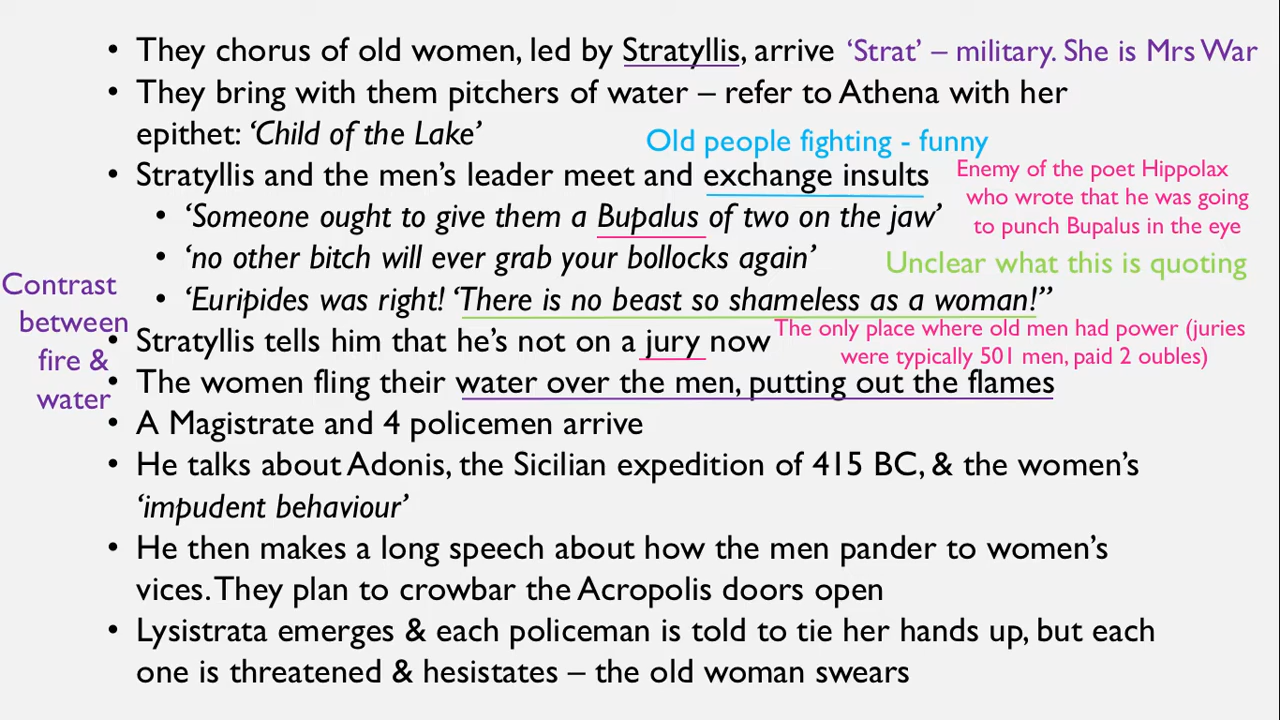 • They chorus of old women, led by Stratyllis, arrive ‘Strat’ – military. She is Mrs War
• They bring with them pitchers of water – refer to Athena with her
epithet: ‘Child of the Lake’
Old people fighting - funny
• Stratyllis and the men’s leader meet and exchange insults
Enemy of the poet Hippolax
who wrote that he was going
to punch Bupalus in the eye
• ‘Someone ought to give them a Bupalus of two on the jaw’
• ‘no other bitch will ever grab your bollocks again’
Unclear what this is quoting
• ‘Euripides was right! ‘There is no beast so shameless as a woman!’’
Contrast
between
fire &
water
• Stratyllis tells him that he’s not on a jury now
The only place where old men had power (juries
were typically 501 men, paid 2 oubles)
• The women fling their water over the men, putting out the flames
• A Magistrate and 4 policemen arrive
• He talks about Adonis, the Sicilian expedition of 415 BC, & the women’s
‘impudent behaviour’
• He then makes a long speech about how the men pander to women’s
vices. They plan to crowbar the Acropolis doors open
• Lysistrata emerges & each policeman is told to tie her hands up, but each
one is threatened & hesistates – the old woman swears